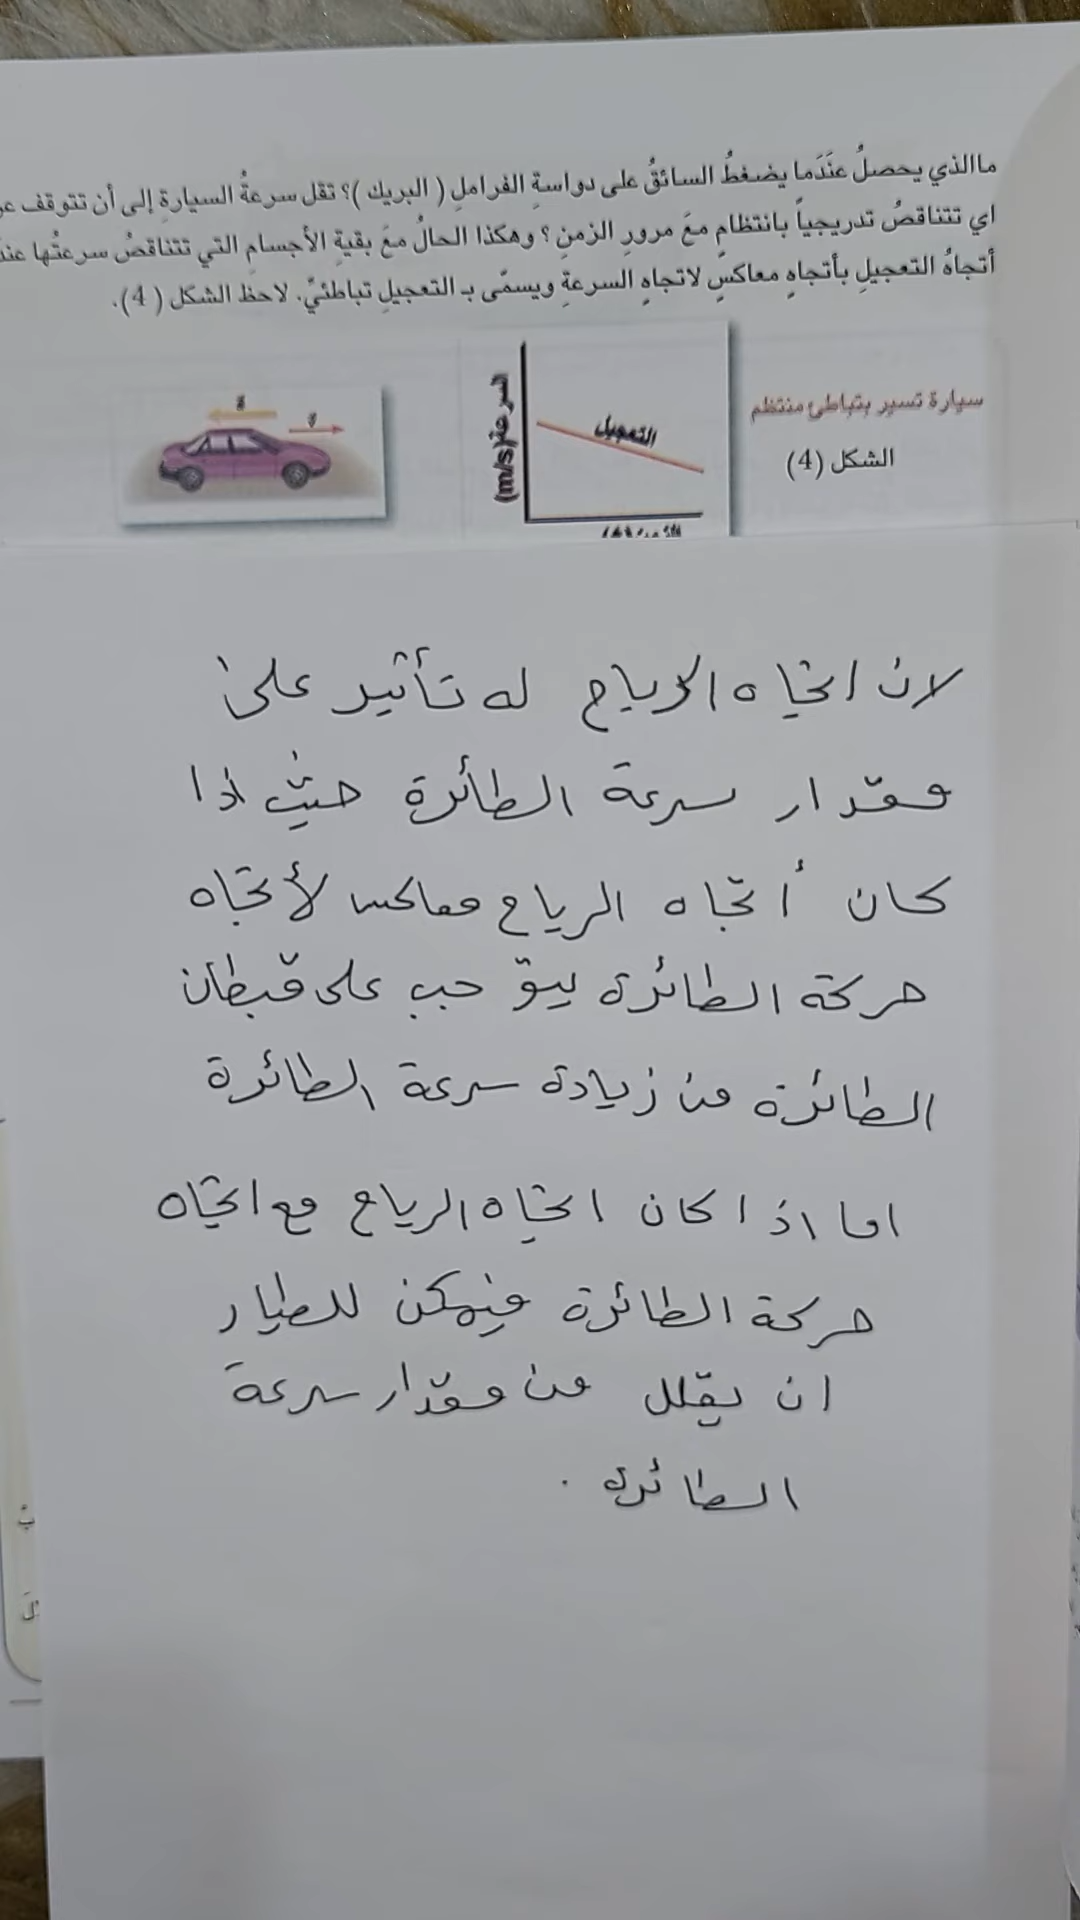 ماالذي يحصلُ عنَدَما يضغطُ السائقُ على دواسةِ الفرامل ( البريك )؟ تقل سرعةُ السيارةِ إلى أن تتوقف
اي تتناقصُ تدريجياً بانتظامٍ معَ مرورِ الزمنِ ؟ وهكذا الحالُ معَ بقيةِ الأجسامِ التي تتناقصُ سرعتُها
أتجاهُ التعجيلِ بأتجاهٍ معاكسٍ لاتجاهِ السرعةِ ويسمّى بـ التعجيلِ تباطئيّ. لاحظ الشكل ( 4).
سيارة تسير بتباطئ منتظم
الشكل (4)
السرعة (m/s)
التعجيل
لان اتجاه الرياح له تأثير على
مقدار سرعة الطائرة حيث اذا
كان أتجاه الرياح معاكس لأتجاه
حركة الطائرة يتوجب على قبطان
الطائرة من زيادة سرعة الطائرة
اما اذا كان اتجاه الرياح مع اتجاه
حركة الطائرة فيمكن للطيار
ان يقلل من مقدار سرعة
الطائرة .